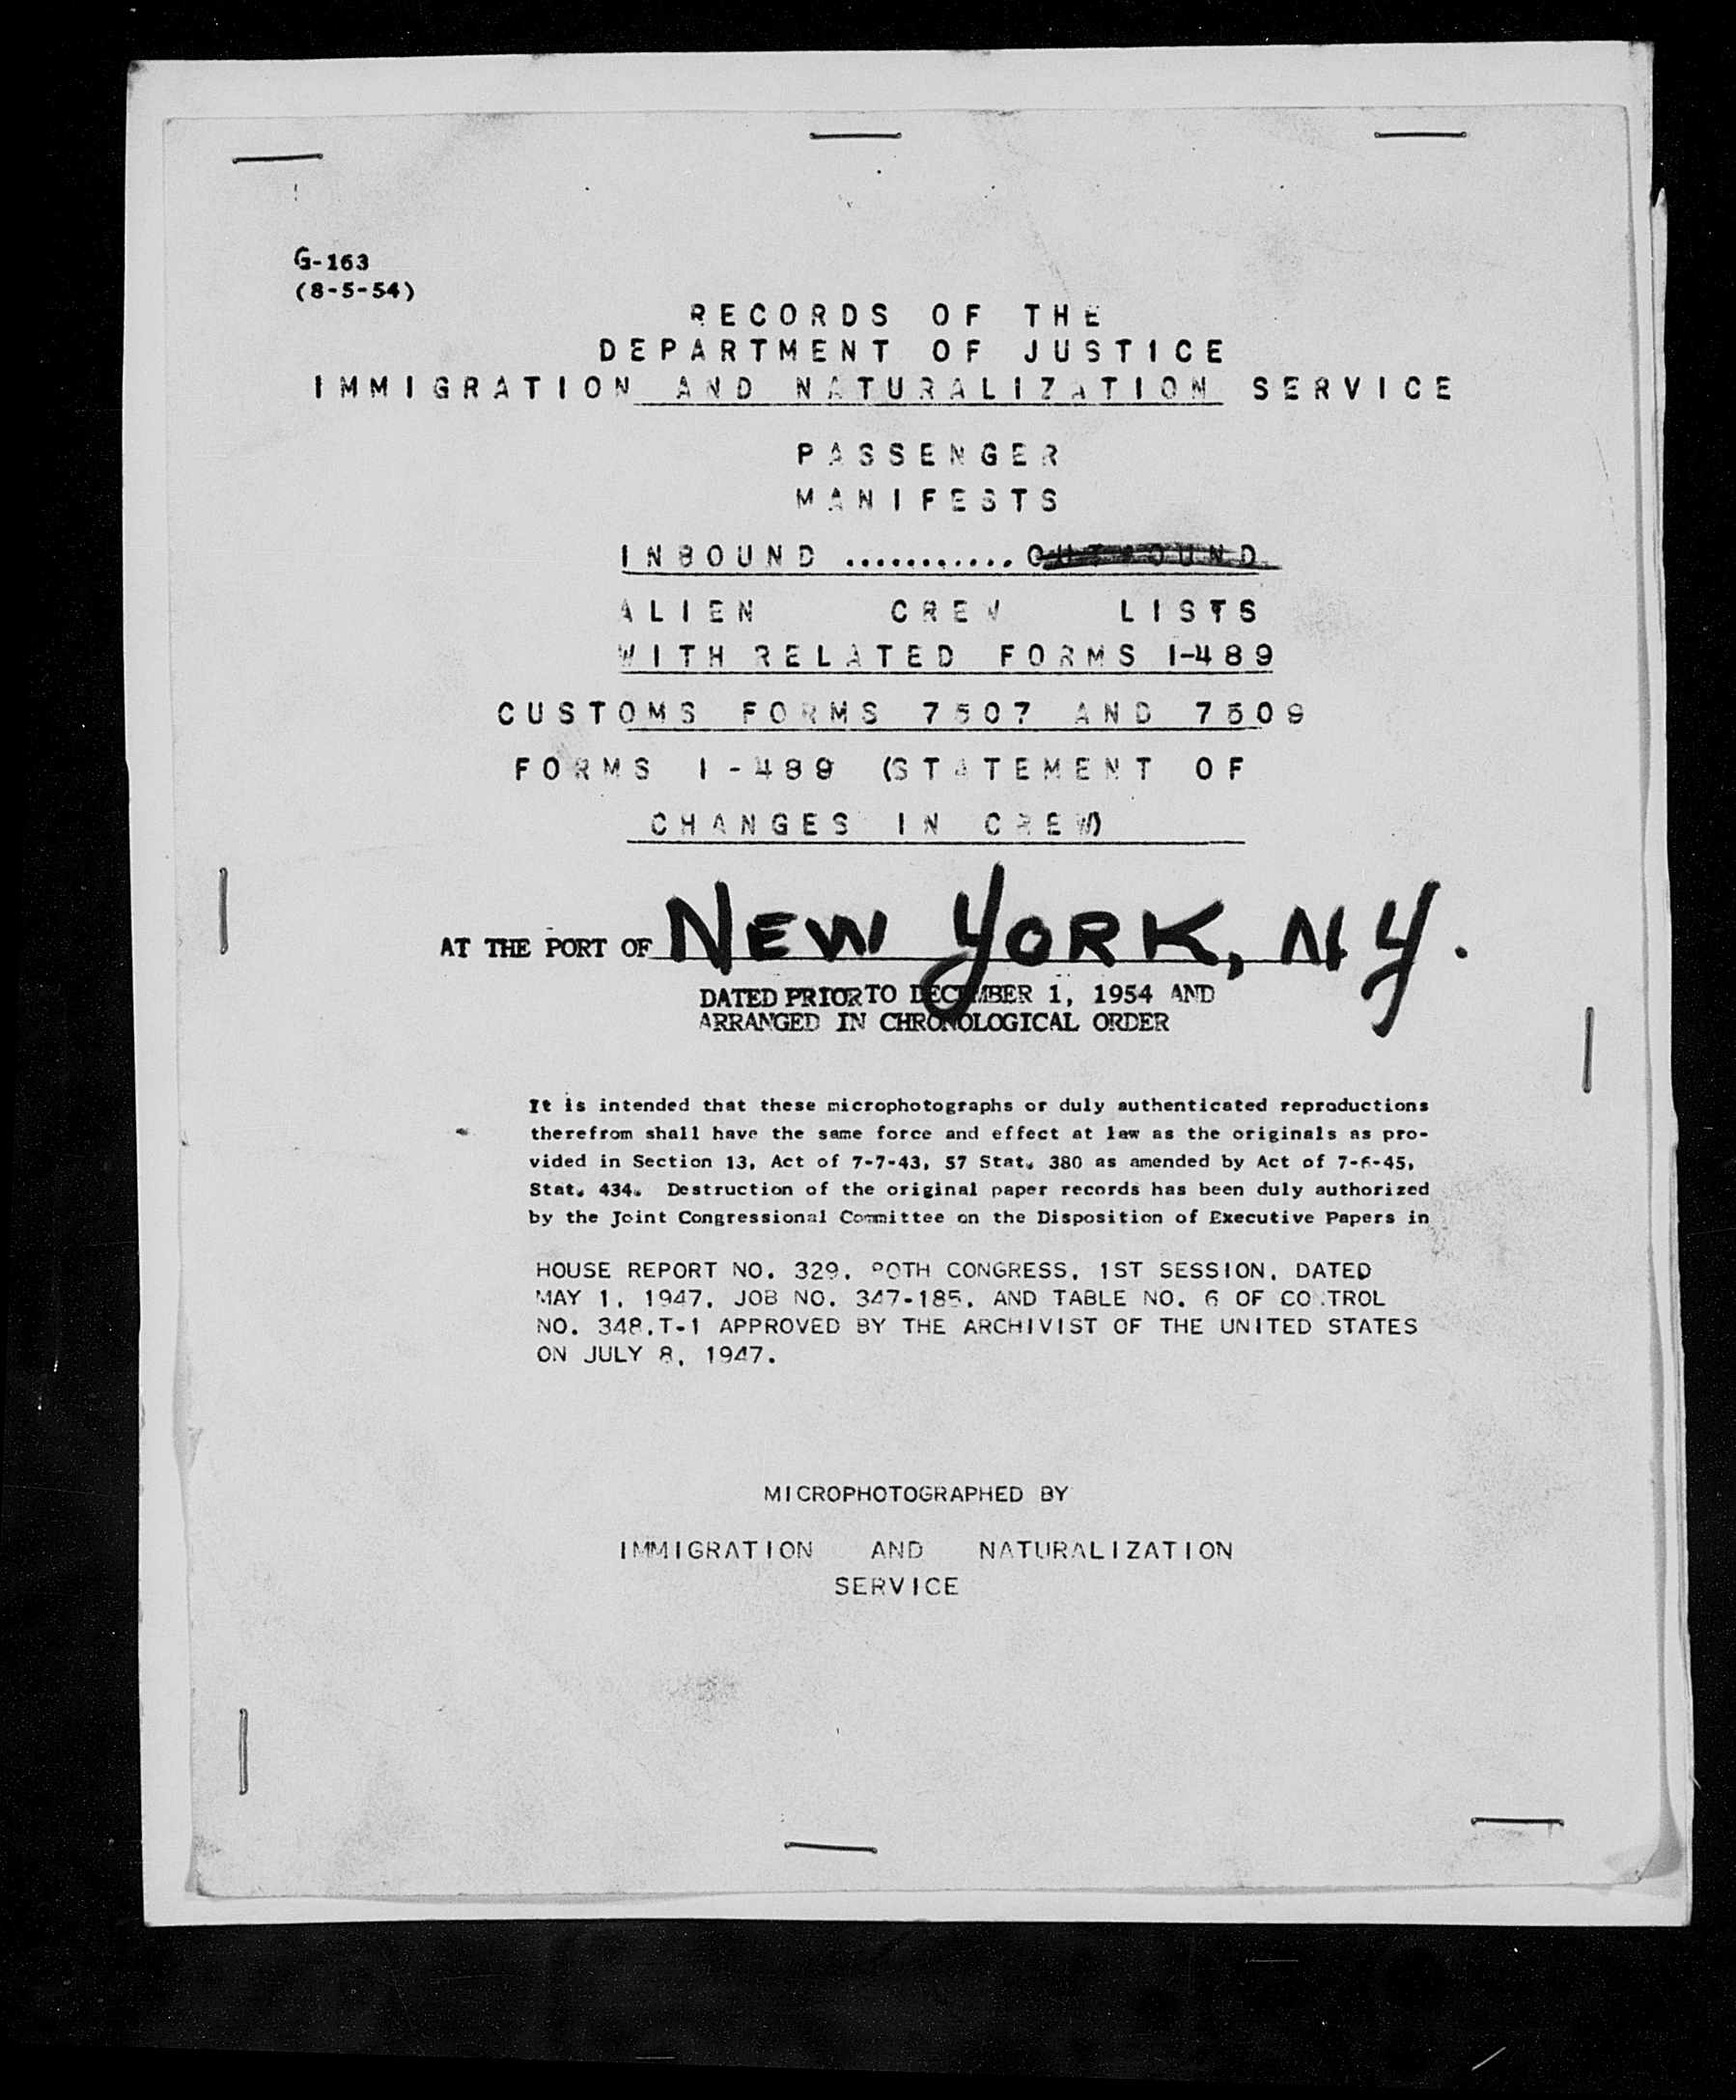 G-163
(8-5-54)
RECORDS OF THE
DEPARTMENT OF JUSTICE
IMMIGRATION AND NATURALIZATION SERVICE
PASSENGER
MANIFESTS
INBOUND ...........OUTBOUND
ALIEN CREW LISTS
WITH RELATED FORMS I-489
CUSTOMS FORMS 7507 AND 7509
FORMS I-489 (STATEMENT OF
CHANGES IN CREW)
AT THE PORT OF NEW YORK, NY.
DATED PRIOR TO DECEMBER 1, 1954 AND
ARRANGED IN CHRONOLOGICAL ORDER
It is intended that these microphotographs or duly authenticated reproductions
therefrom shall have the same force and effect at law as the originals as pro-
vided in Section 13, Act of 7-7-43, 57 Stat. 380 as amended by Act of 7-6-45,
Stat. 434. Destruction of the original paper records has been duly authorized
by the Joint Congressional Committee on the Disposition of Executive Papers in
HOUSE REPORT NO. 329, 80TH CONGRESS, 1ST SESSION, DATED
MAY 1, 1947, JOB NO. 347-185, AND TABLE NO. 6 OF CONTROL
NO. 348.T-1 APPROVED BY THE ARCHIVIST OF THE UNITED STATES
ON JULY 8, 1947.
MICROPHOTOGRAPHED BY
IMMIGRATION AND NATURALIZATION
SERVICE